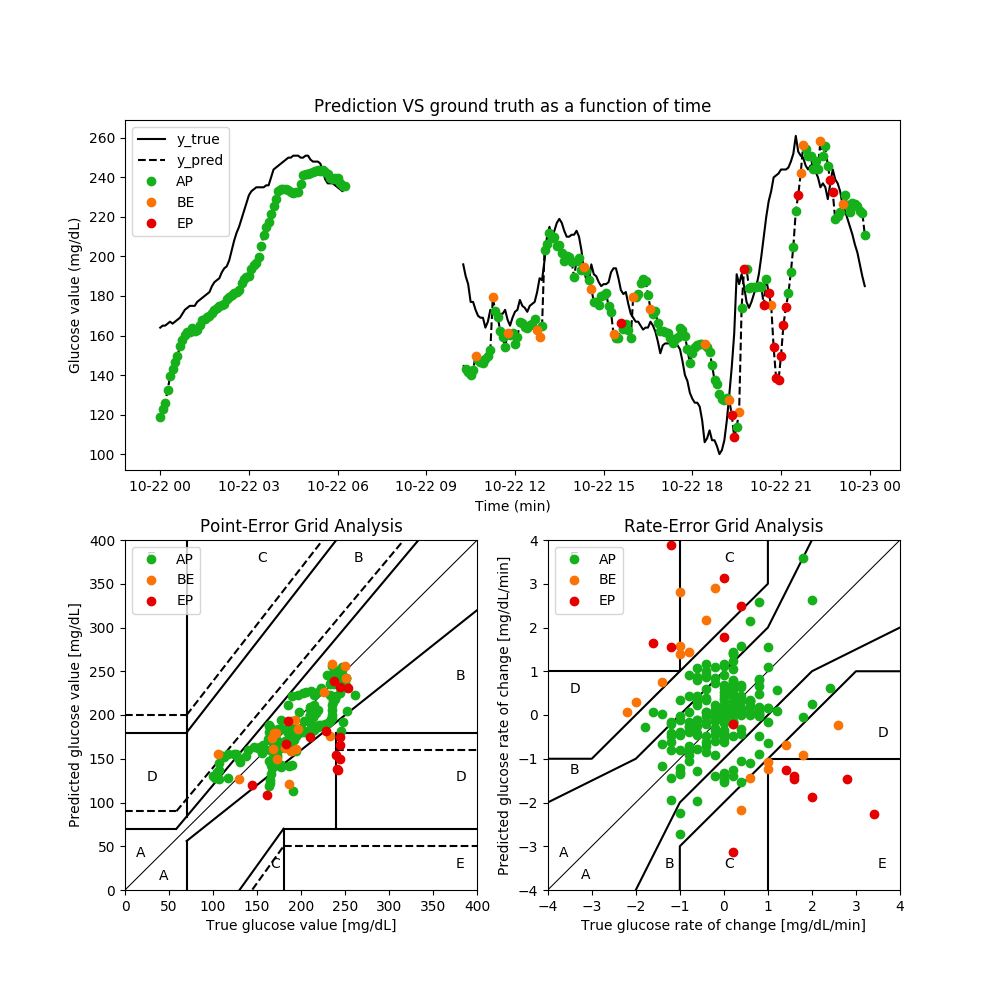 Prediction VS ground truth as a function of time
Glucose value (mg/dL)
260
240
220
200
180
160
140
120
100
y_true
y_pred
AP
BE
EP
10-22 00 10-22 03 10-22 06 10-22 09 10-22 12 10-22 15 10-22 18 10-22 21 10-23 00
Time (min)
Point-Error Grid Analysis
Predicted glucose value [mg/dL]
400
350
300
250
200
150
100
50
0
AP
BE
EP
C
B
B
D
D
A
A
C
E
0 50 100 150 200 250 300 350 400
True glucose value [mg/dL]
Rate-Error Grid Analysis
Predicted glucose rate of change [mg/dL/min]
4
3
2
1
0
−1
−2
−3
−4
AP
BE
EP
C
D
D
B
A
A
B
C
E
−4 −3 −2 −1 0 1 2 3 4
True glucose rate of change [mg/dL/min]